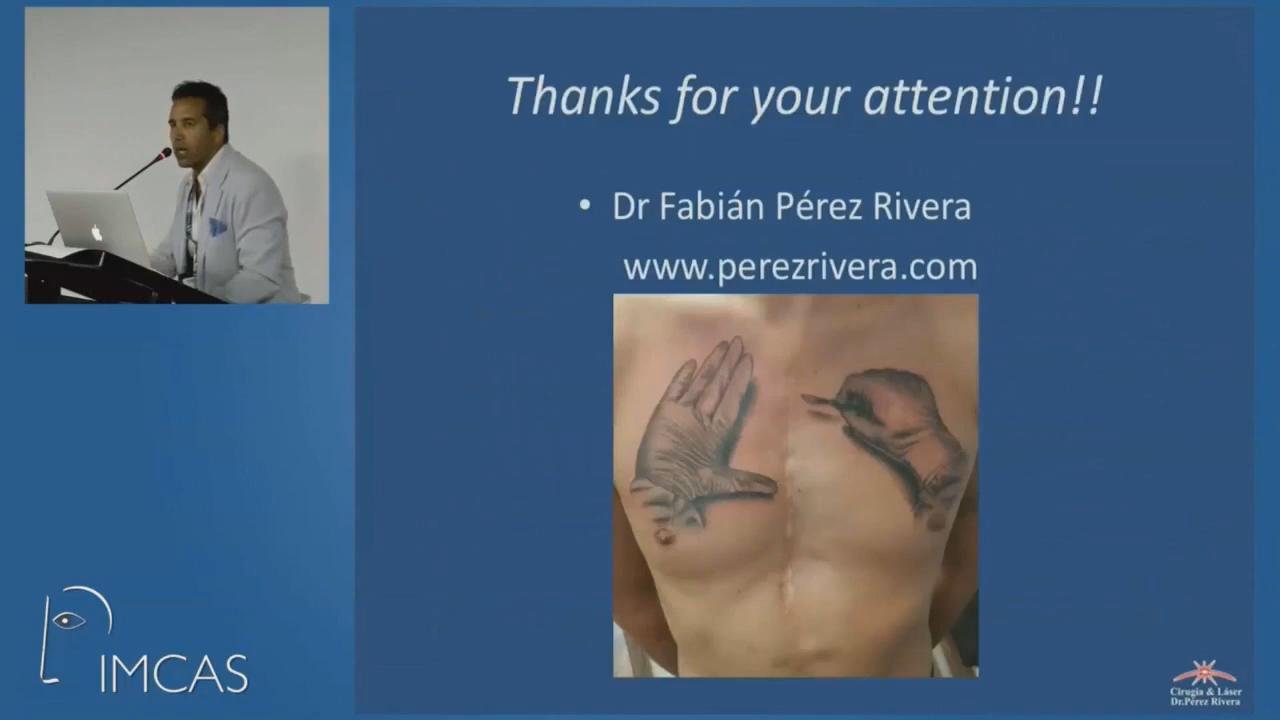 Thanks for your attention!!
• Dr Fabián Pérez Rivera
www.perezrivera.com
IMCAS
Cirugía & Láser
Dr.Pérez Rivera